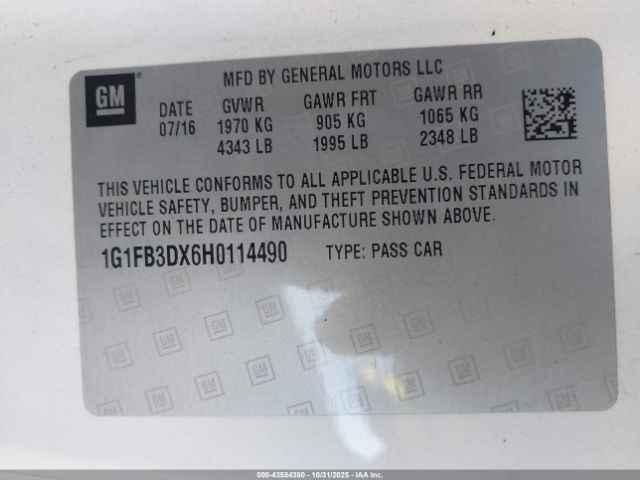 GM
MFD BY GENERAL MOTORS LLC
DATE GVWR GAWR FRT GAWR RR
07/16 1970 KG 905 KG 1065 KG
4343 LB 1995 LB 2348 LB
THIS VEHICLE CONFORMS TO ALL APPLICABLE U.S. FEDERAL MOTOR
VEHICLE SAFETY, BUMPER, AND THEFT PREVENTION STANDARDS IN
EFFECT ON THE DATE OF MANUFACTURE SHOWN ABOVE.
1G1FB3DX6H0114490 TYPE: PASS CAR
000-43584380 - 10/31/2025 - IAA Inc.